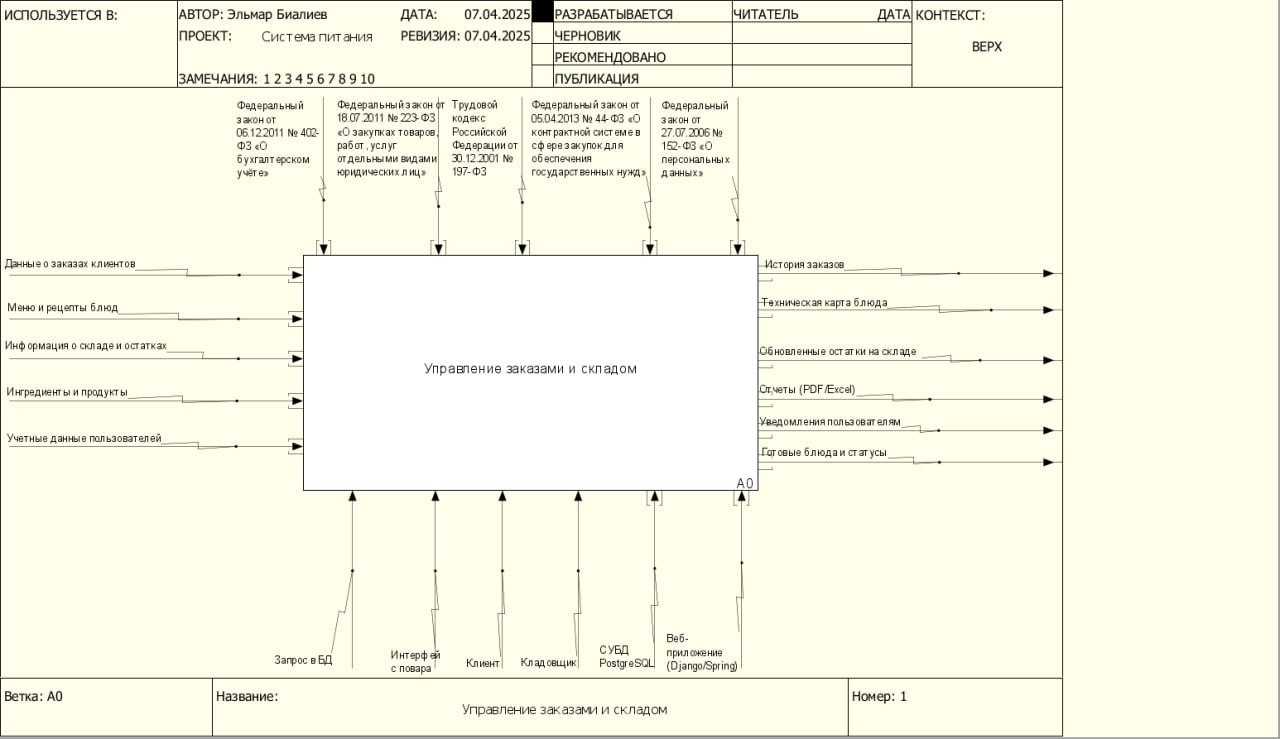 ИСПОЛЬЗУЕТСЯ В:
АВТОР: Эльмар Биалиев
ДАТА: 07.04.2025
ПРОЕКТ: Система питания
РЕВИЗИЯ: 07.04.2025
ЗАМЕЧАНИЯ: 1 2 3 4 5 6 7 8 9 10
РАЗРАБАТЫВАЕТСЯ
ЧЕРНОВИК
РЕКОМЕНДОВАНО
ПУБЛИКАЦИЯ
ЧИТАТЕЛЬ
ДАТА
КОНТЕКСТ:
ВЕРХ
Федеральный
закон от
06.12.2011 № 402-
ФЗ «О
бухгалтерском
учёте»
Федеральный закон от
18.07.2011 № 223-ФЗ
«О закупках товаров,
работ, услуг
отдельными видами
юридических лиц»
Трудовой
кодекс
Российской
Федерации от
30.12.2001 №
197-ФЗ
Федеральный закон от
05.04.2013 № 44-ФЗ «О
контрактной системе в
сфере закупок для
обеспечения
государственных нужд»
Федеральный
закон от
27.07.2006 №
152-ФЗ «О
персональных
данных»
Данные о заказах клиентов
Меню и рецепты блюд
Информация о складе и остатках
Ингредиенты и продукты
Учетные данные пользователей
Управление заказами и складом
A0
История заказов
Техническая карта блюда
Обновленные остатки на складе
Отчеты (PDF/Excel)
Уведомления пользователям
Готовые блюда и статусы
Запрос в БД
Интерфей
с повара
Клиент
Кладовщик
СУБД
PostgreSQL
Веб-
приложение
(Django/Spring)
Ветка: A0
Название:
Управление заказами и складом
Номер: 1